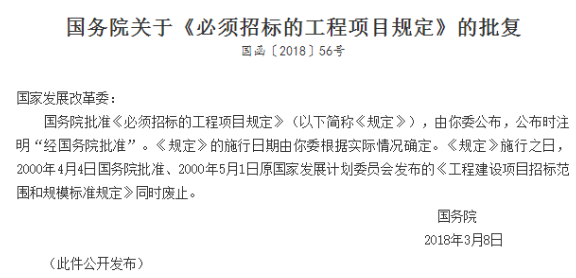 国务院关于《必须招标的工程项目规定》的批复
国函〔2018〕56号
国家发展改革委：
国务院批准《必须招标的工程项目规定》（以下简称《规定》），由你委公布，公布时注
明“经国务院批准”。《规定》的施行日期由你委根据实际情况确定。《规定》施行之日，
2000年4月4日国务院批准、2000年5月1日原国家发展计划委员会发布的《工程建设项目招标范
围和规模标准规定》同时废止。
国务院
2018年3月8日
（此件公开发布）